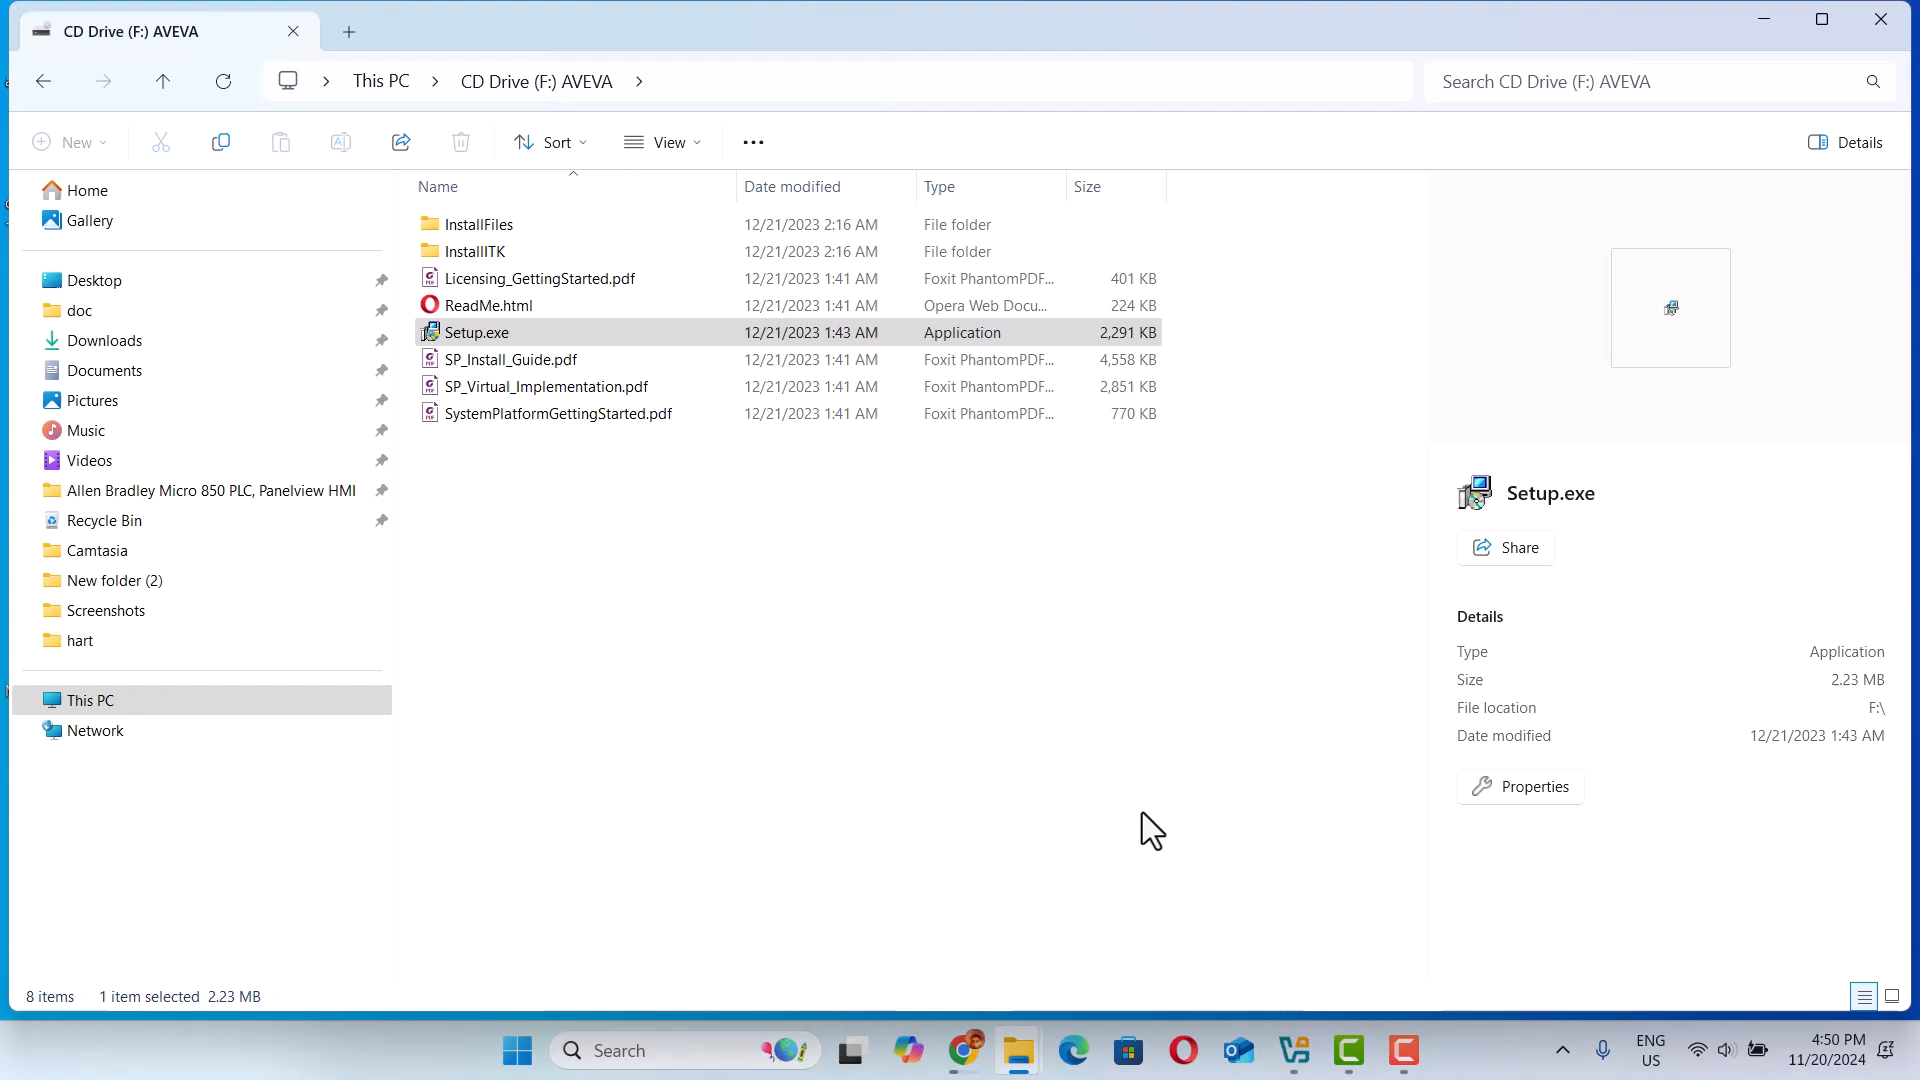 CD Drive (F:) AVEVA
This PC CD Drive (F:) AVEVA
Search CD Drive (F:) AVEVA
New Sort View Details
Home
Gallery
Desktop
doc
Downloads
Documents
Pictures
Music
Videos
Allen Bradley Micro 850 PLC, Panelview HMI
Recycle Bin
Camtasia
New folder (2)
Screenshots
hart
This PC
Network
Name Date modified Type Size
InstallFiles 12/21/2023 2:16 AM File folder
InstallITK 12/21/2023 2:16 AM File folder
Licensing_GettingStarted.pdf 12/21/2023 1:41 AM Foxit PhantomPDF... 401 KB
ReadMe.html 12/21/2023 1:41 AM Opera Web Docu... 224 KB
Setup.exe 12/21/2023 1:43 AM Application 2,291 KB
SP_Install_Guide.pdf 12/21/2023 1:41 AM Foxit PhantomPDF... 4,558 KB
SP_Virtual_Implementation.pdf 12/21/2023 1:41 AM Foxit PhantomPDF... 2,851 KB
SystemPlatformGettingStarted.pdf 12/21/2023 1:41 AM Foxit PhantomPDF... 770 KB
Setup.exe
Share
Details
Type Application
Size 2.23 MB
File location F:\
Date modified 12/21/2023 1:43 AM
Properties
8 items 1 item selected 2.23 MB
Search
ENG
US
4:50 PM
11/20/2024